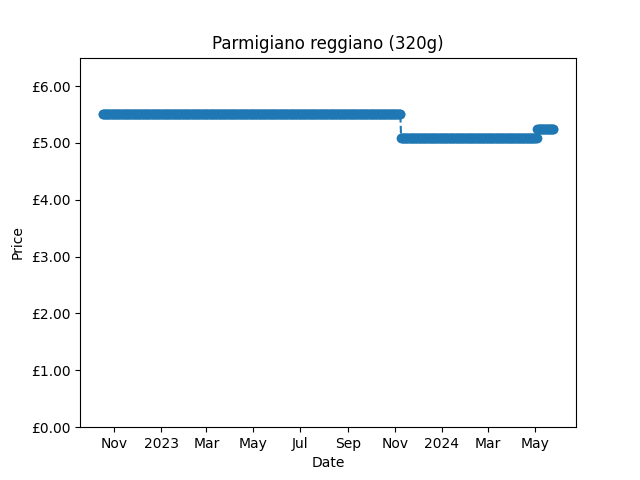 Parmigiano reggiano (320g)
£6.00
£5.00
£4.00
£3.00
£2.00
£1.00
£0.00
Price
Nov 2023 Mar May Jul Sep Nov 2024 Mar May
Date